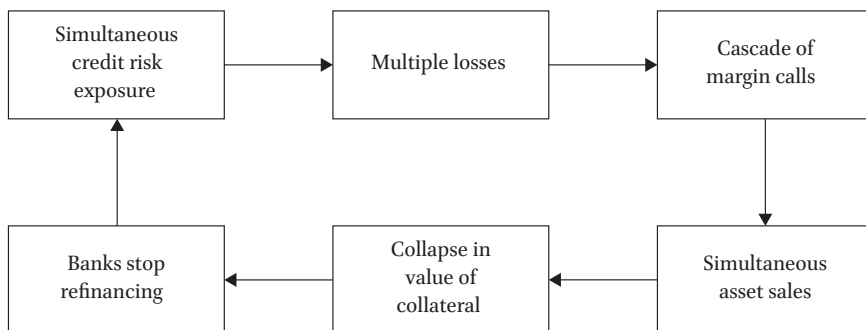 Simultaneous
credit risk
exposure
Multiple losses
Cascade of
margin calls
Banks stop
refinancing
Collapse in
value of
collateral
Simultaneous
asset sales